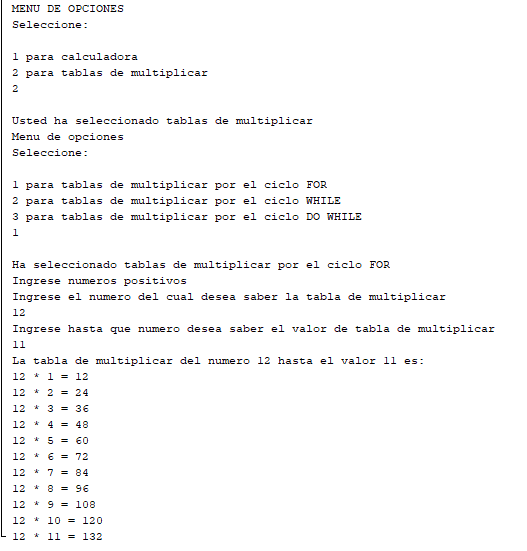 MENU DE OPCIONES
Seleccione:
1 para calculadora
2 para tablas de multiplicar
2
Usted ha seleccionado tablas de multiplicar
Menu de opciones
Seleccione:
1 para tablas de multiplicar por el ciclo FOR
2 para tablas de multiplicar por el ciclo WHILE
3 para tablas de multiplicar por el ciclo DO WHILE
1
Ha seleccionado tablas de multiplicar por el ciclo FOR
Ingrese numeros positivos
Ingrese el numero del cual desea saber la tabla de multiplicar
12
Ingrese hasta que numero desea saber el valor de tabla de multiplicar
11
La tabla de multiplicar del numero 12 hasta el valor 11 es:
12 * 1 = 12
12 * 2 = 24
12 * 3 = 36
12 * 4 = 48
12 * 5 = 60
12 * 6 = 72
12 * 7 = 84
12 * 8 = 96
12 * 9 = 108
12 * 10 = 120
12 * 11 = 132